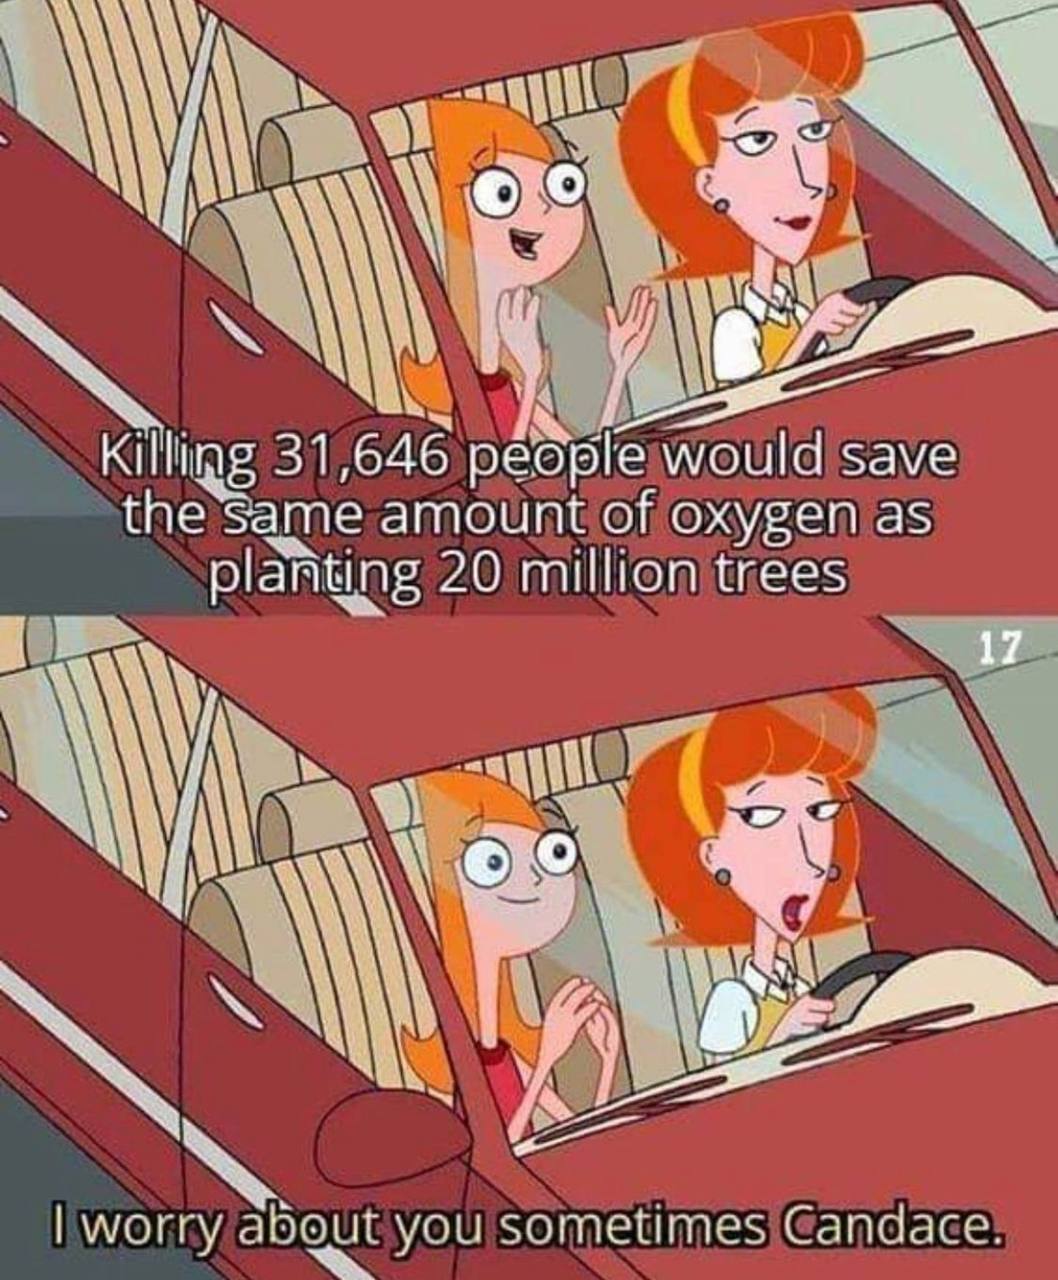 Killing 31,646 people would save
the same amount of oxygen as
planting 20 million trees
17
I worry about you sometimes Candace.